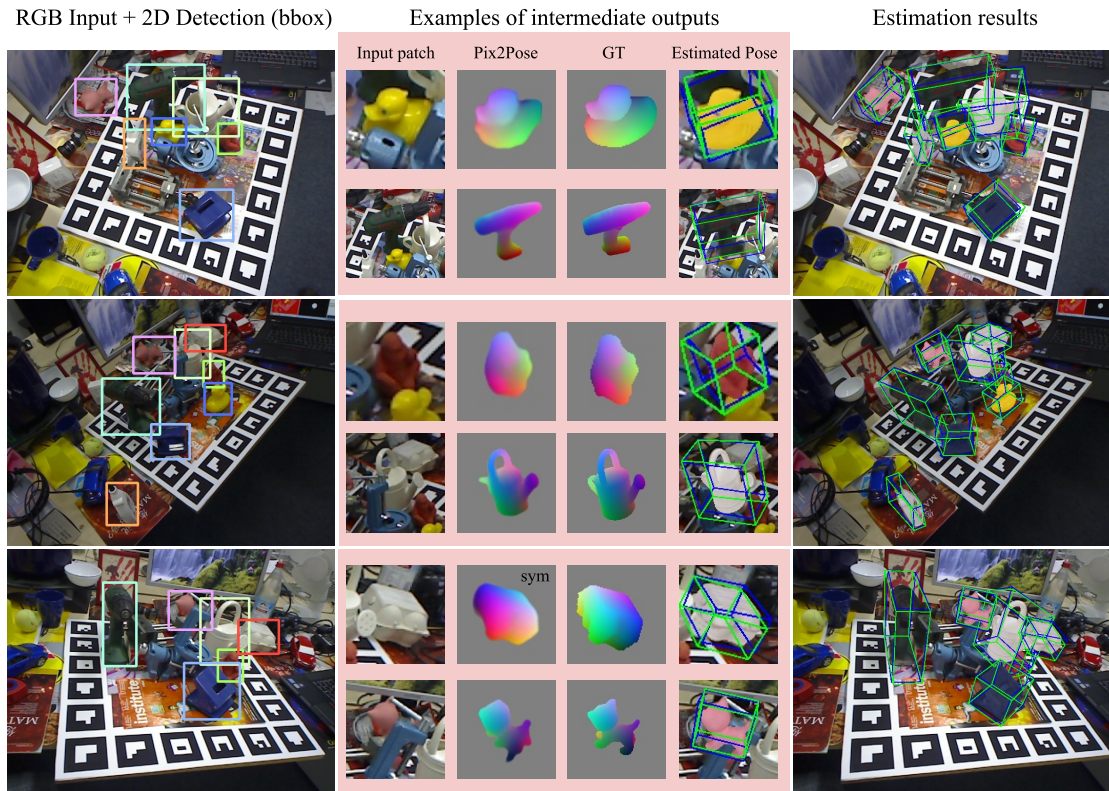 RGB Input + 2D Detection (bbox)
Examples of intermediate outputs
Estimation results
Input patch
Pix2Pose
GT
Estimated Pose
sym
institute
MAT
institute
MAT